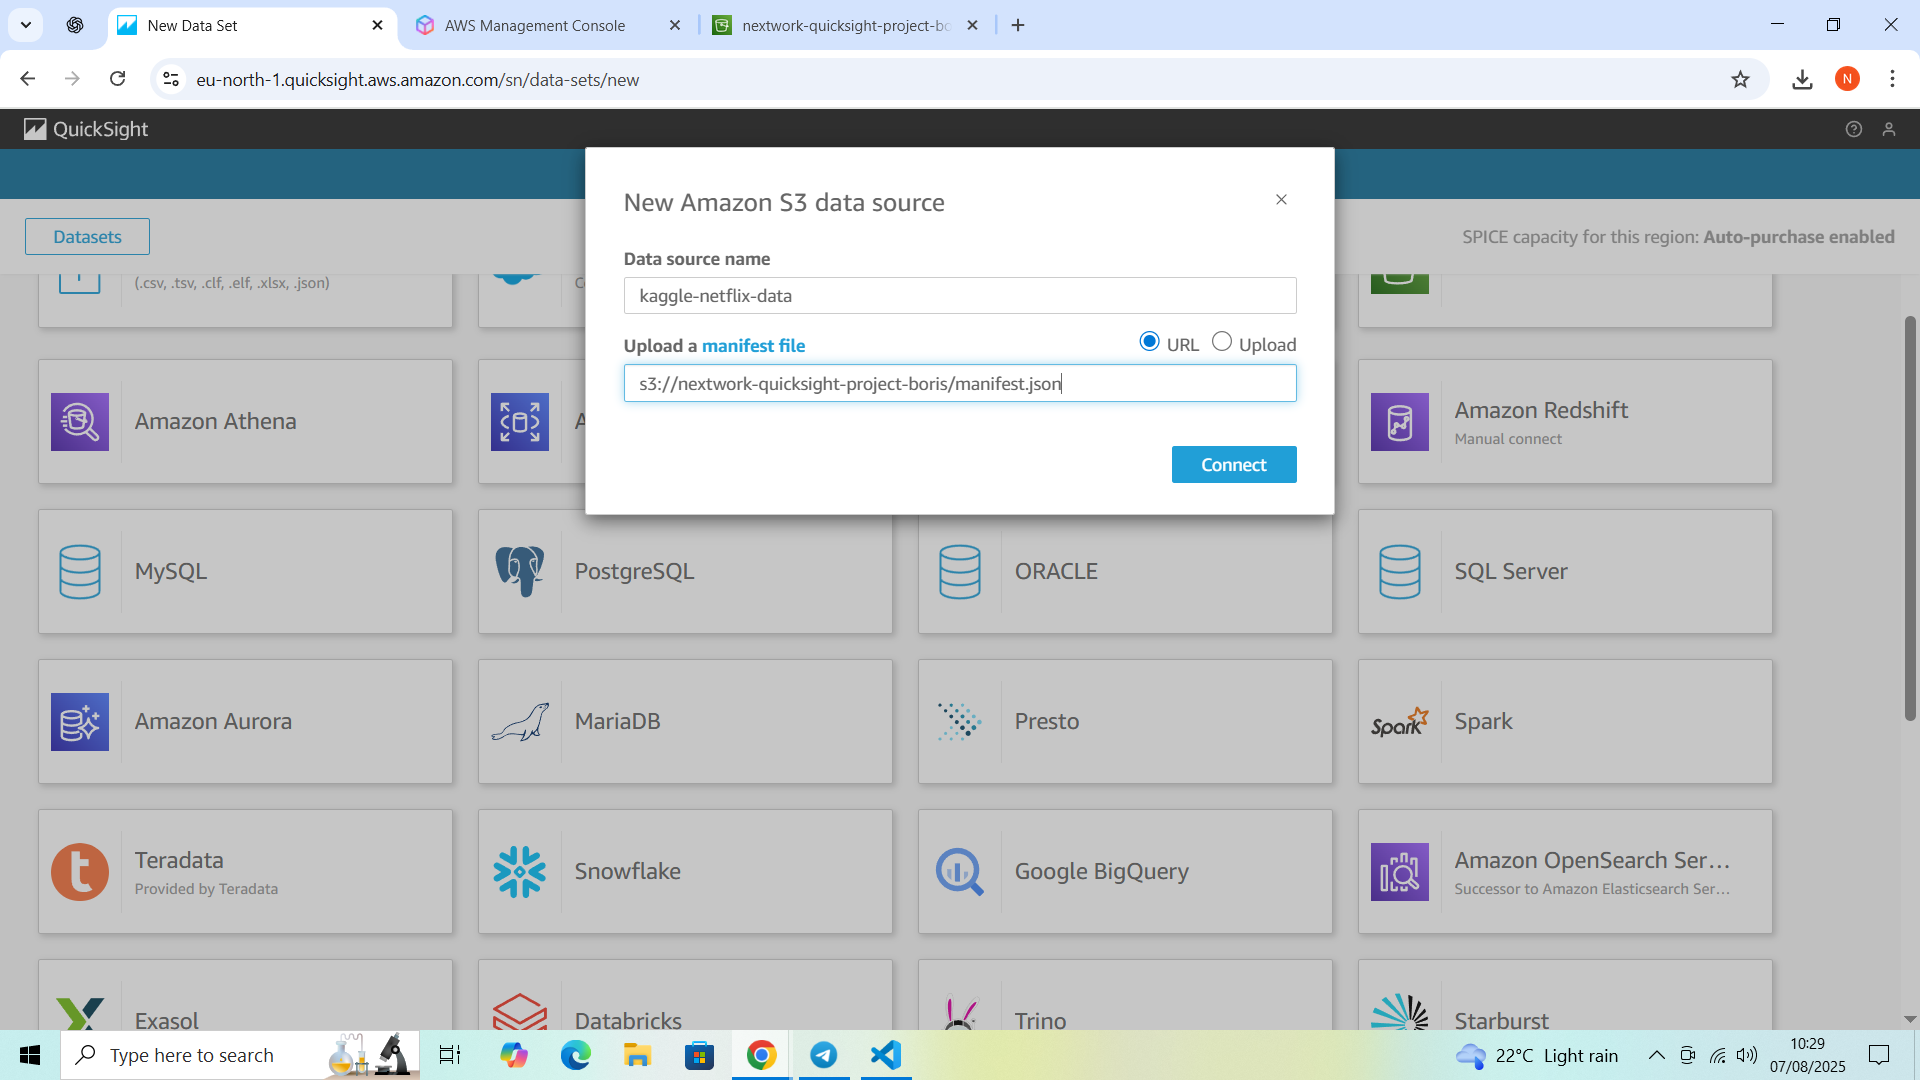 New Data Set
AWS Management Console
nextwork-quicksight-project-bo
eu-north-1.quicksight.aws.amazon.com/sn/data-sets/new
N
QuickSight
Datasets
SPICE capacity for this region: Auto-purchase enabled
(.csv, .tsv, .clf, .elf, .xlsx, .json)
New Amazon S3 data source
Data source name
kaggle-netflix-data
Upload a manifest file
URL
Upload
s3://nextwork-quicksight-project-boris/manifest.json
Connect
Amazon Athena
Amazon Redshift
Manual connect
MySQL
PostgreSQL
ORACLE
SQL Server
Amazon Aurora
MariaDB
Presto
Spark
Spark
Teradata
Provided by Teradata
Snowflake
Google BigQuery
Amazon OpenSearch Ser...
Successor to Amazon Elasticsearch Ser...
Exasol
Databricks
Trino
Starburst
Type here to search
22°C Light rain
10:29
07/08/2025